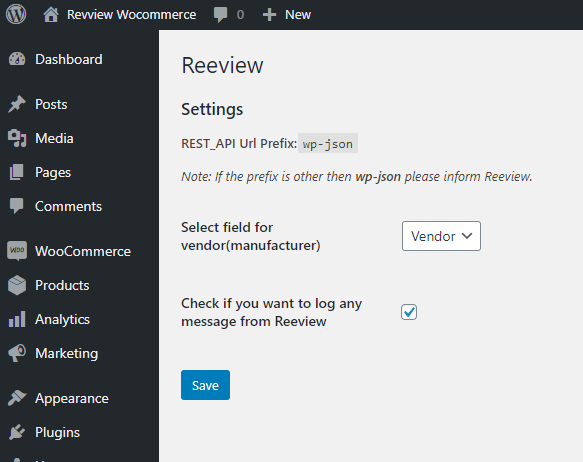 Revview Wocommerce 0 + New
Dashboard
Posts
Media
Pages
Comments
WOO WooCommerce
Products
Analytics
Marketing
Appearance
Plugins
Reeview
Settings
REST_API Url Prefix: wp-json
Note: If the prefix is other then wp-json please inform Reeview.
Select field for
vendor(manufacturer)
Vendor
Check if you want to log any
message from Reeview
Save